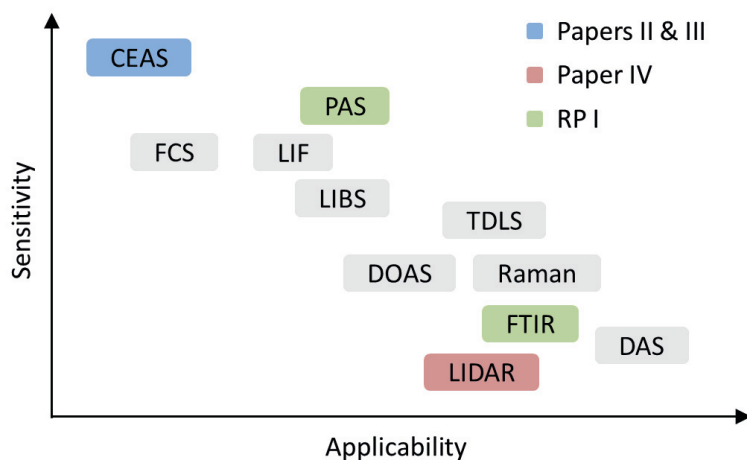 Papers II & III
CEAS
Paper IV
PAS
RP I
FCS
LIF
LIBS
TDLS
Sensitivity
DOAS
Raman
FTIR
DAS
LIDAR
Applicability